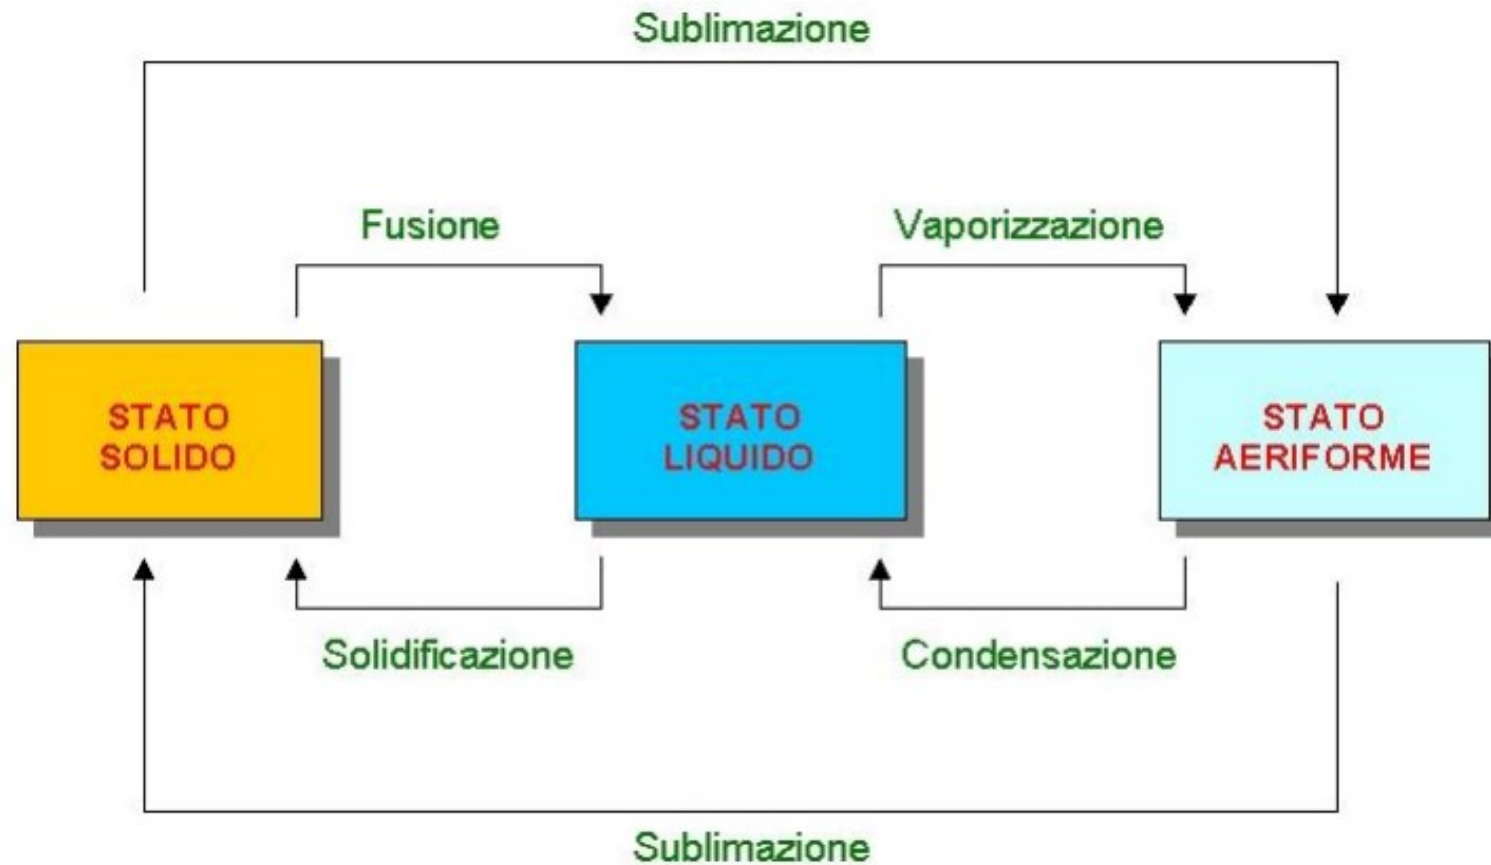 Sublimazione
Fusione
Vaporizzazione
STATO
SOLIDO
STATO
LIQUIDO
STATO
AERIFORME
Solidificazione
Condensazione
Sublimazione